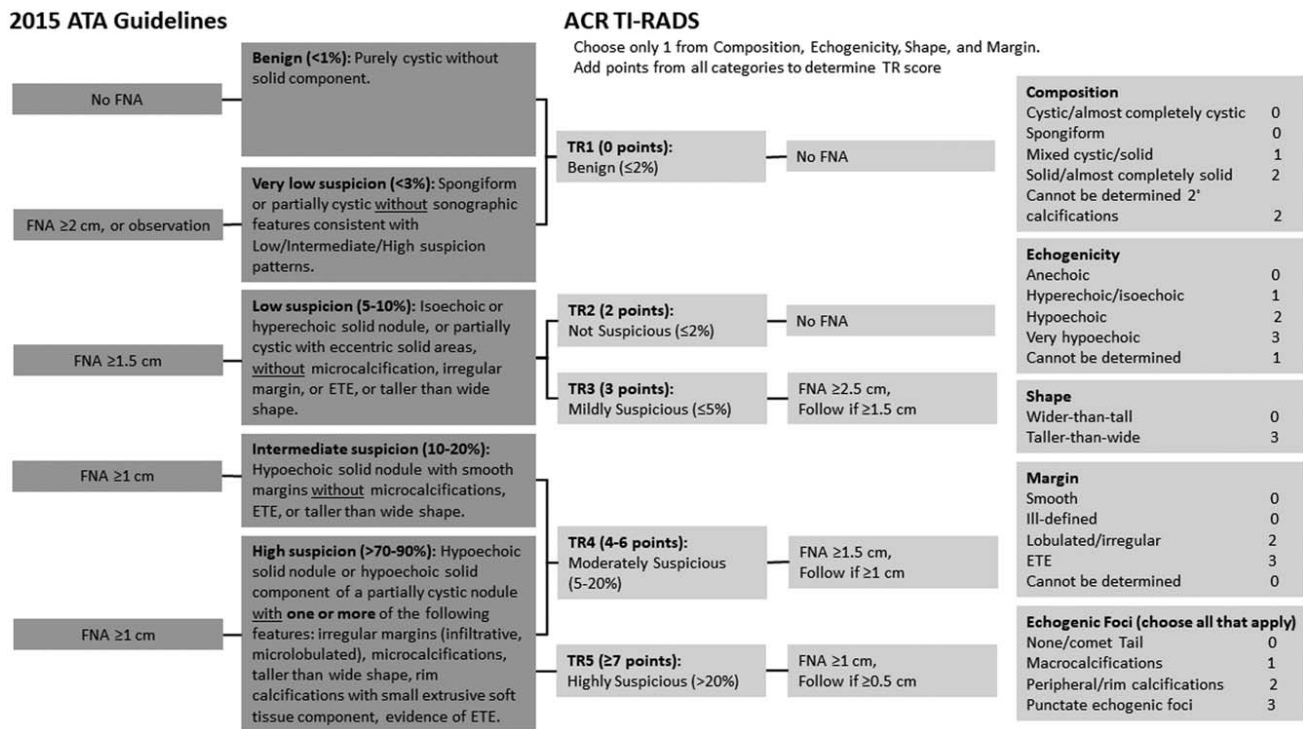 2015 ATA Guidelines
No FNA
Benign (<1%): Purely cystic without
solid component.
FNA ≥2 cm, or observation
Very low suspicion (<3%): Spongiform
or partially cystic without sonographic
features consistent with
Low/Intermediate/High suspicion
patterns.
FNA ≥1.5 cm
Low suspicion (5-10%): Isoechoic or
hyperechoic solid nodule, or partially
cystic with eccentric solid areas,
without microcalcification, irregular
margin, or ETE, or taller than wide
shape.
FNA ≥1 cm
Intermediate suspicion (10-20%):
Hypoechoic solid nodule with smooth
margins without microcalcifications,
ETE, or taller than wide shape.
FNA ≥1 cm
High suspicion (>70-90%): Hypoechoic
solid nodule or hypoechoic solid
component of a partially cystic nodule
with one or more of the following
features: irregular margins (infiltrative,
microlobulated), microcalcifications,
taller than wide shape, rim
calcifications with small extrusive soft
tissue component, evidence of ETE.
ACR TI-RADS
Choose only 1 from Composition, Echogenicity, Shape, and Margin.
Add points from all categories to determine TR score
TR1 (0 points):
Benign (≤2%)
No FNA
TR2 (2 points):
Not Suspicious (≤2%)
No FNA
TR3 (3 points):
Mildly Suspicious (≤5%)
FNA ≥2.5 cm,
Follow if ≥1.5 cm
TR4 (4-6 points):
Moderately Suspicious
(5-20%)
FNA ≥1.5 cm,
Follow if ≥1 cm
TR5 (≥7 points):
Highly Suspicious (>20%)
FNA ≥1 cm,
Follow if ≥0.5 cm
Composition
Cystic/almost completely cystic 0
Spongiform 0
Mixed cystic/solid 1
Solid/almost completely solid 2
Cannot be determined 2°
calcifications 2
Echogenicity
Anechoic 0
Hyperechoic/isoechoic 1
Hypoechoic 2
Very hypoechoic 3
Cannot be determined 1
Shape
Wider-than-tall 0
Taller-than-wide 3
Margin
Smooth 0
Ill-defined 0
Lobulated/irregular 2
ETE 3
Cannot be determined 0
Echogenic Foci (choose all that apply)
None/comet Tail 0
Macrocalcifications 1
Peripheral/rim calcifications 2
Punctate echogenic foci 3